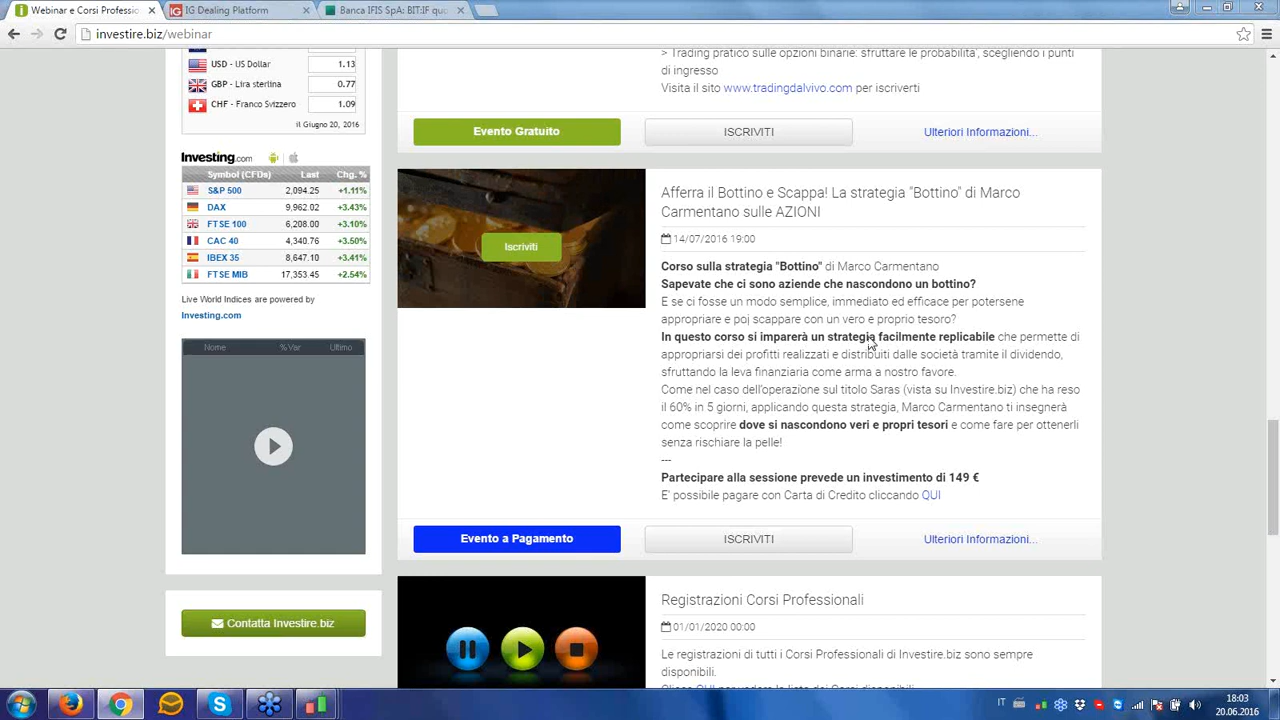 Webinar e Corsi Professio
IG Dealing Platform
Banca IFIS SpA: BIT:IF quo
investire.biz/webinar
USD - US Dollar 1.13
GBP - Lira sterlina 0.77
CHF - Franco Svizzero 1.09
il Giugno 20, 2016
Investing.com
Symbol (CFDs) Last Chg. %
S&P 500 2,094.25 +1.11%
DAX 9,962.02 +3.43%
FTSE 100 6,208.00 +3.10%
CAC 40 4,340.76 +3.50%
IBEX 35 8,647.10 +3.41%
FTSE MIB 17,353.45 +2.54%
Live World Indices are powered by
Investing.com
Nome %Var Ultimo
Contatta Investire.biz
> Trading pratico sulle opzioni binarie: sfruttare le probabilita', scegliendo i punti
di ingresso
Visita il sito www.tradingdalvivo.com per iscriverti
Evento Gratuito
ISCRIVITI
Ulteriori Informazioni...
Iscriviti
Afferra il Bottino e Scappa! La strategia "Bottino" di Marco
Carmentano sulle AZIONI
14/07/2016 19:00
Corso sulla strategia "Bottino" di Marco Carmentano
Sapevate che ci sono aziende che nascondono un bottino?
E se ci fosse un modo semplice, immediato ed efficace per potersene
appropriare e poi scappare con un vero e proprio tesoro?
In questo corso si imparerà un strategia facilmente replicabile che permette di
appropriarsi dei profitti realizzati e distribuiti dalle società tramite il dividendo,
sfruttando la leva finanziaria come arma a nostro favore.
Come nel caso dell'operazione sul titolo Saras (vista su Investire.biz) che ha reso
il 60% in 5 giorni, applicando questa strategia, Marco Carmentano ti insegnerà
come scoprire dove si nascondono veri e propri tesori e come fare per ottenerli
senza rischiare la pelle!
---
Partecipare alla sessione prevede un investimento di 149 €
E' possibile pagare con Carta di Credito cliccando QUI
Evento a Pagamento
ISCRIVITI
Ulteriori Informazioni...
Registrazioni Corsi Professionali
01/01/2020 00:00
Le registrazioni di tutti i Corsi Professionali di Investire.biz sono sempre
disponibili.
IT
18:03
20.06.2016